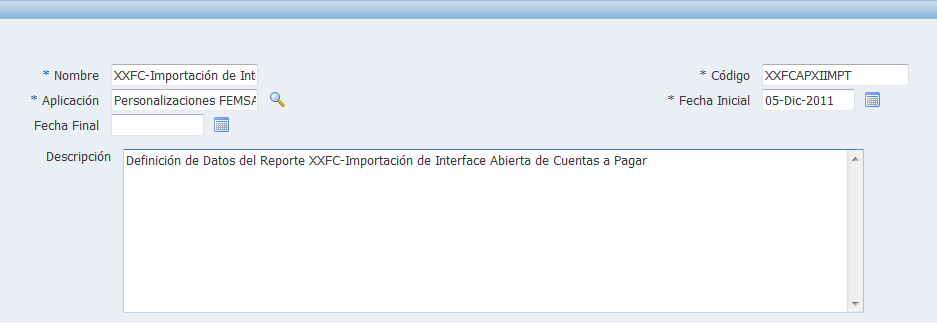 * Nombre XXFC-Importación de Int * Código XXFCAPXIIMPT
* Aplicación Personalizaciones FEMSA * Fecha Inicial 05-Dic-2011
Fecha Final
Descripción Definición de Datos del Reporte XXFC-Importación de Interface Abierta de Cuentas a Pagar